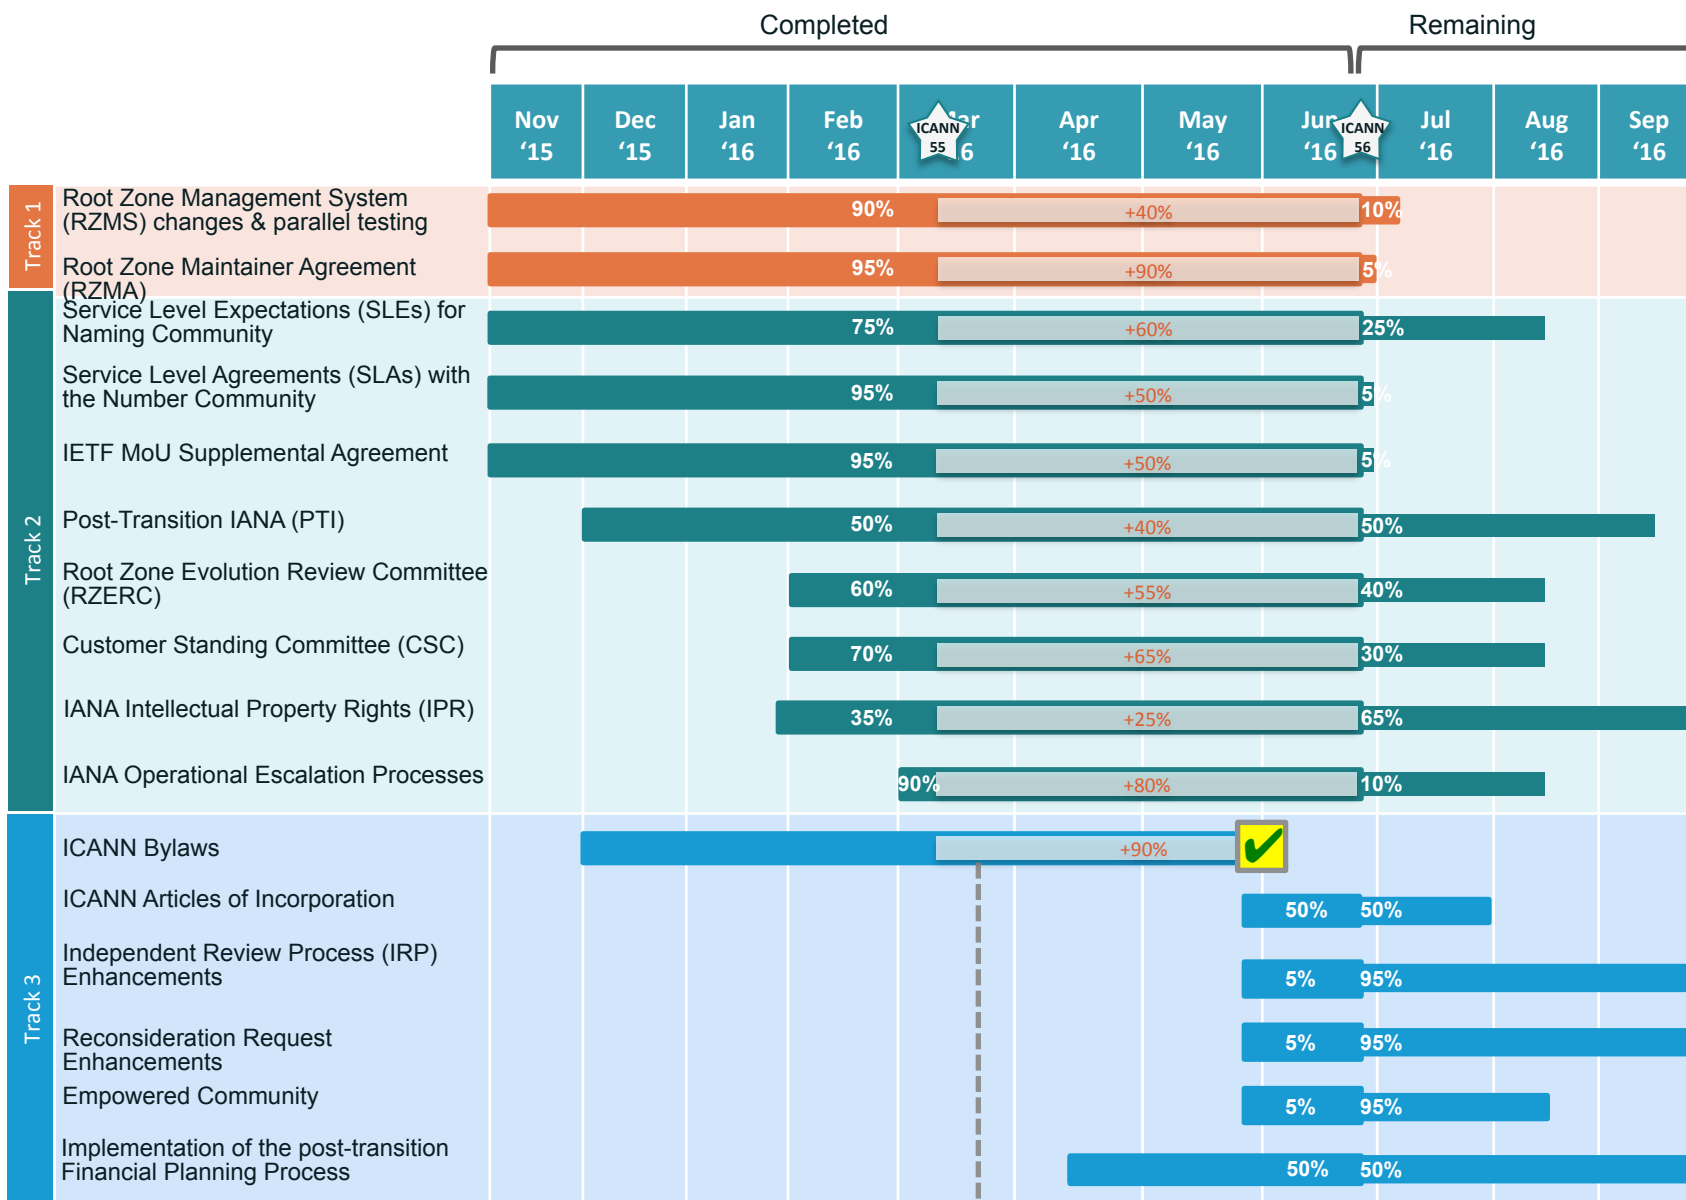 Completed
Remaining
Nov Dec Jan Feb Mar Apr May Jun Jul Aug Sep
‘15 ‘15 ‘16 ‘16 ‘16 ‘16 ‘16 ‘16 ‘16 ‘16 ‘16
ICANN
55
ICANN
56
Track 1
Root Zone Management System
(RZMS) changes & parallel testing
90% +40% 10%
Root Zone Maintainer Agreement
(RZMA)
95% +90% 5%
Track 2
Service Level Expectations (SLEs) for
Naming Community
75% +60% 25%
Service Level Agreements (SLAs) with
the Number Community
95% +50% 5%
IETF MoU Supplemental Agreement
95% +50% 5%
Post-Transition IANA (PTI)
50% +40% 50%
Root Zone Evolution Review Committee
(RZERC)
60% +55% 40%
Customer Standing Committee (CSC)
70% +65% 30%
IANA Intellectual Property Rights (IPR)
35% +25% 65%
IANA Operational Escalation Processes
90% +80% 10%
Track 3
ICANN Bylaws
+90%
ICANN Articles of Incorporation
50% 50%
Independent Review Process (IRP)
Enhancements
5% 95%
Reconsideration Request
Enhancements
5% 95%
Empowered Community
5% 95%
Implementation of the post-transition
Financial Planning Process
50% 50%